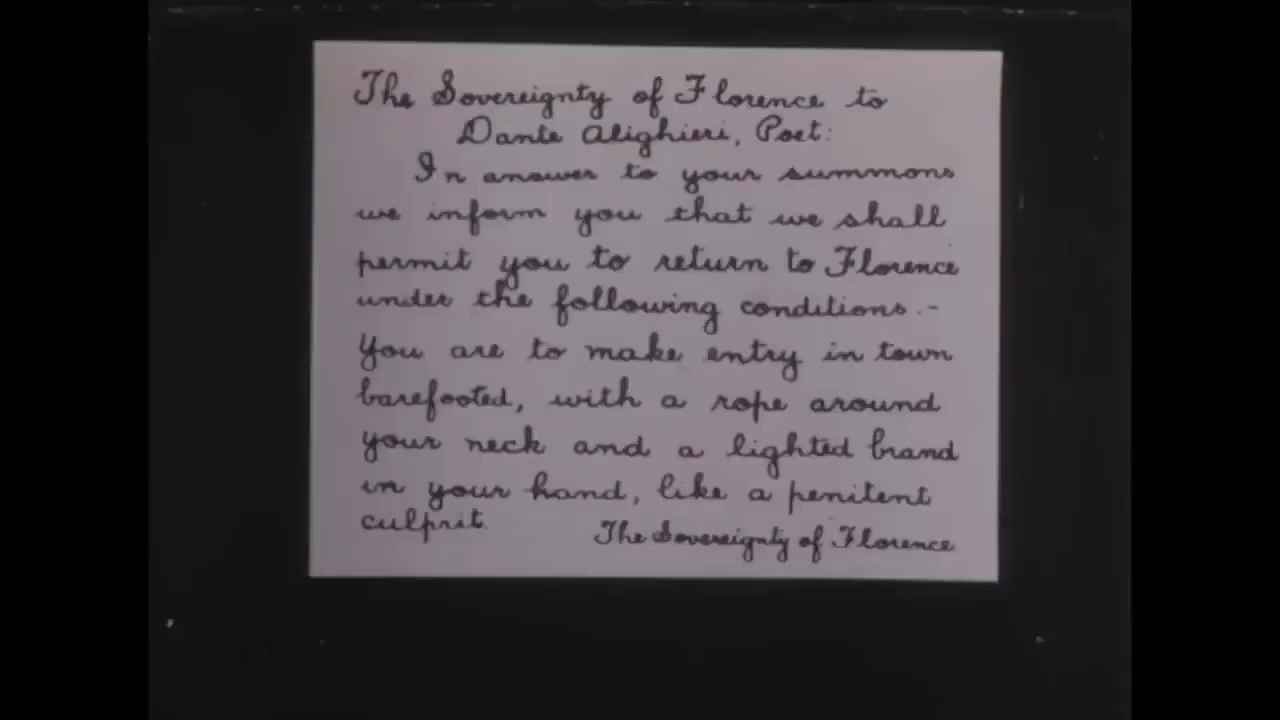 The Sovereignty of Florence to
Dante Alighieri, Poet:
In answer to your summons
we inform you that we shall
permit you to return to Florence
under the following conditions.-
You are to make entry in town
barefooted, with a rope around
your neck and a lighted brand
in your hand, like a penitent
culprit.
The Sovereignty of Florence